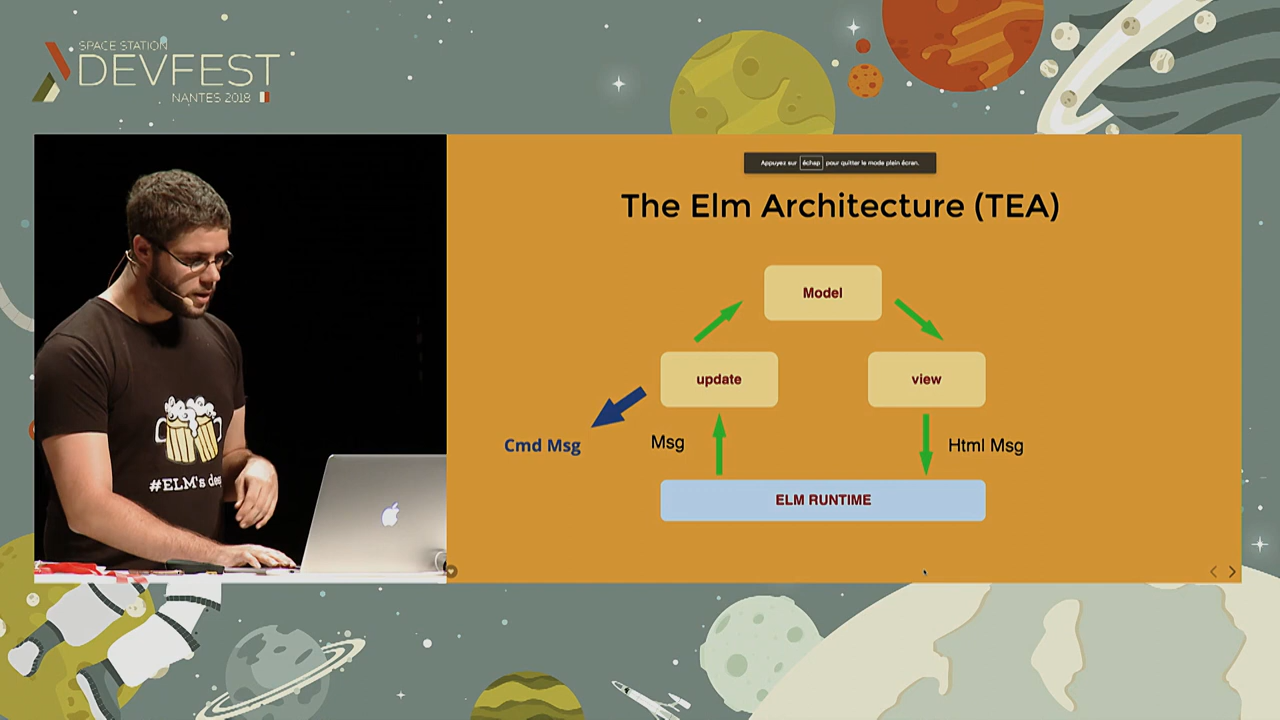 SPACE STATION
DEVFEST
NANTES 2018
Appuyez sur échap pour quitter le mode plein écran.
The Elm Architecture (TEA)
Model
update
view
Cmd Msg
Msg
Html Msg
ELM RUNTIME
#ELM's